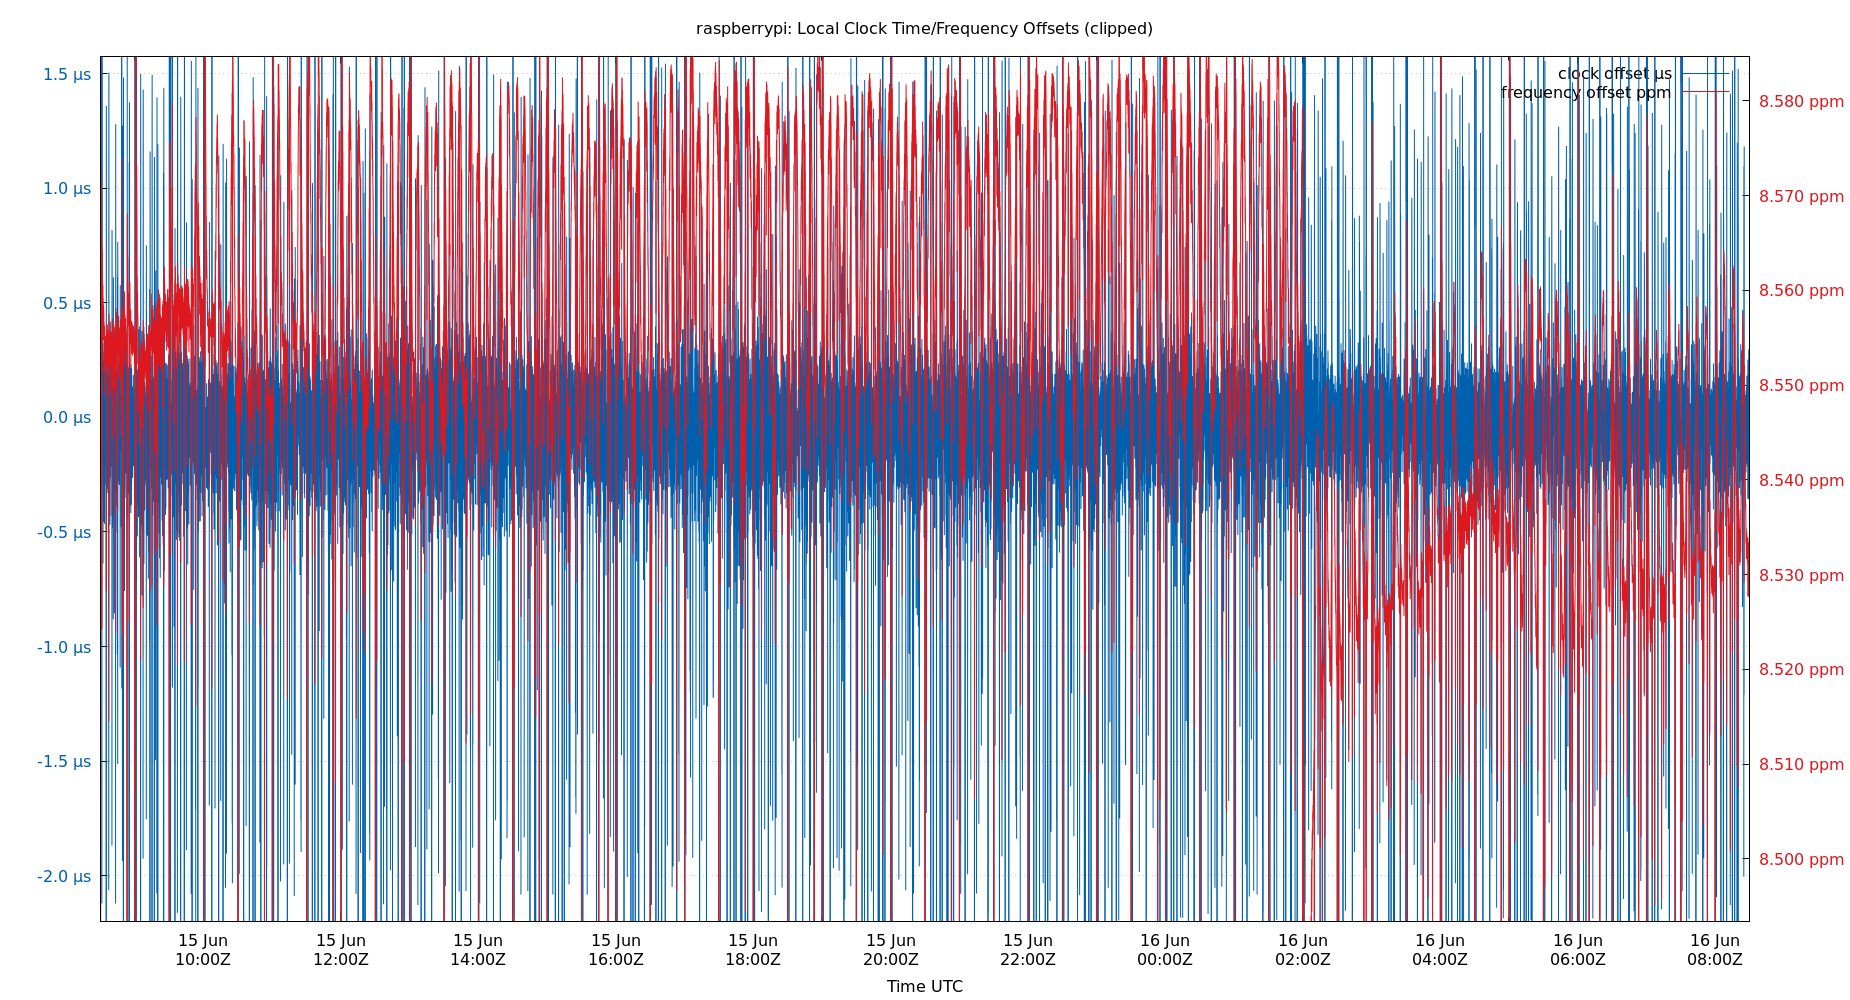 raspberrypi: Local Clock Time/Frequency Offsets (clipped)
clock offset µs
frequency offset ppm
1.5 µs
1.0 µs
0.5 µs
0.0 µs
-0.5 µs
-1.0 µs
-1.5 µs
-2.0 µs
8.580 ppm
8.570 ppm
8.560 ppm
8.550 ppm
8.540 ppm
8.530 ppm
8.520 ppm
8.510 ppm
8.500 ppm
15 Jun 15 Jun 15 Jun 15 Jun 15 Jun 15 Jun 15 Jun 16 Jun 16 Jun 16 Jun 16 Jun 16 Jun
10:00Z 12:00Z 14:00Z 16:00Z 18:00Z 20:00Z 22:00Z 00:00Z 02:00Z 04:00Z 06:00Z 08:00Z
Time UTC